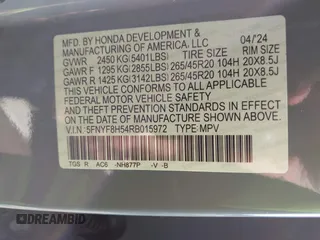 MFD. BY HONDA DEVELOPMENT & 04/24
MANUFACTURING OF AMERICA, LLC
GVWR 2450 KG(5401LBS) TIRE SIZE RIM SIZE
GAWR F 1295 KG(2855LBS) 265/45R20 104H 20X8.5J
GAWR R 1425 KG(3142LBS) 265/45R20 104H 20X8.5J
THIS VEHICLE CONFORMS TO ALL APPLICABLE
FEDERAL MOTOR VEHICLE SAFETY AND
THEFT PREVENTION STANDARDS IN EFFECT
ON THE DATE OF MANUFACTURE SHOWN ABOVE.
V.I.N.: 5FNYF8H54RB015972 TYPE: MPV
TGS R AC6 -NH877P -V -B
DREAMBID